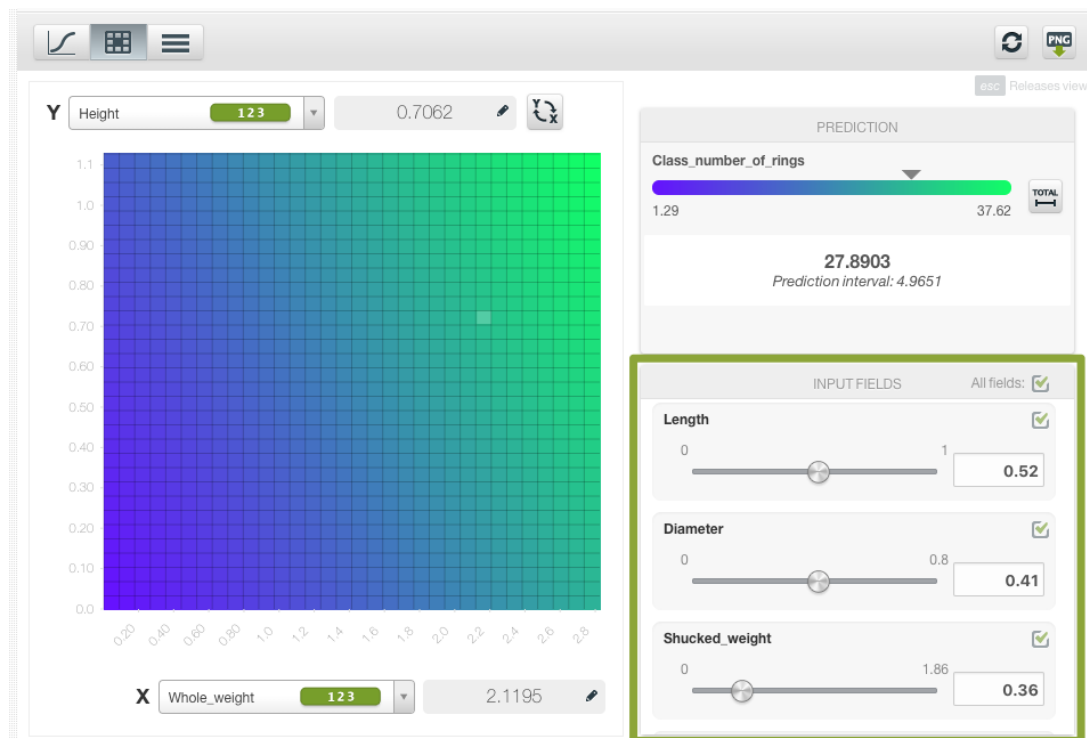 PNG
esc Releases view
Y Height 123 0.7062 Y X
PREDICTION
Class_number_of_rings
1.29 37.62
TOTAL
27.8903
Prediction interval: 4.9651
1.1
1.0
0.90
0.80
0.70
0.60
0.50
0.40
0.30
0.20
0.10
0.0
0.20 0.40 0.60 0.80 1.0 1.2 1.4 1.6 1.8 2.0 2.2 2.4 2.6 2.8
X Whole_weight 123 2.1195
INPUT FIELDS All fields:
Length
0 1
0.52
Diameter
0 0.8
0.41
Shucked_weight
0 1.86
0.36